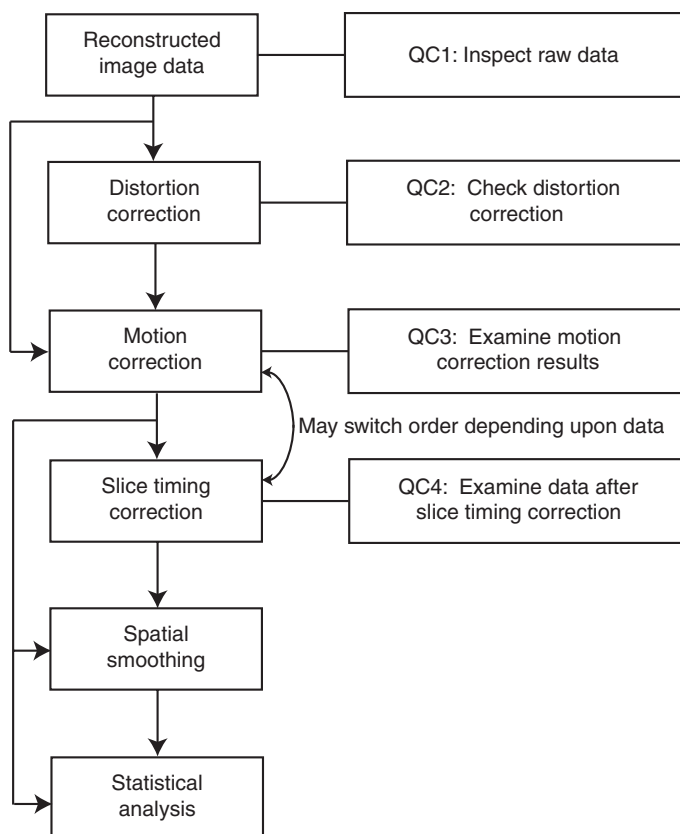 Reconstructed
image data
QC1: Inspect raw data
Distortion
correction
QC2: Check distortion
correction
Motion
correction
QC3: Examine motion
correction results
May switch order depending upon data
Slice timing
correction
QC4: Examine data after
slice timing correction
Spatial
smoothing
Statistical
analysis